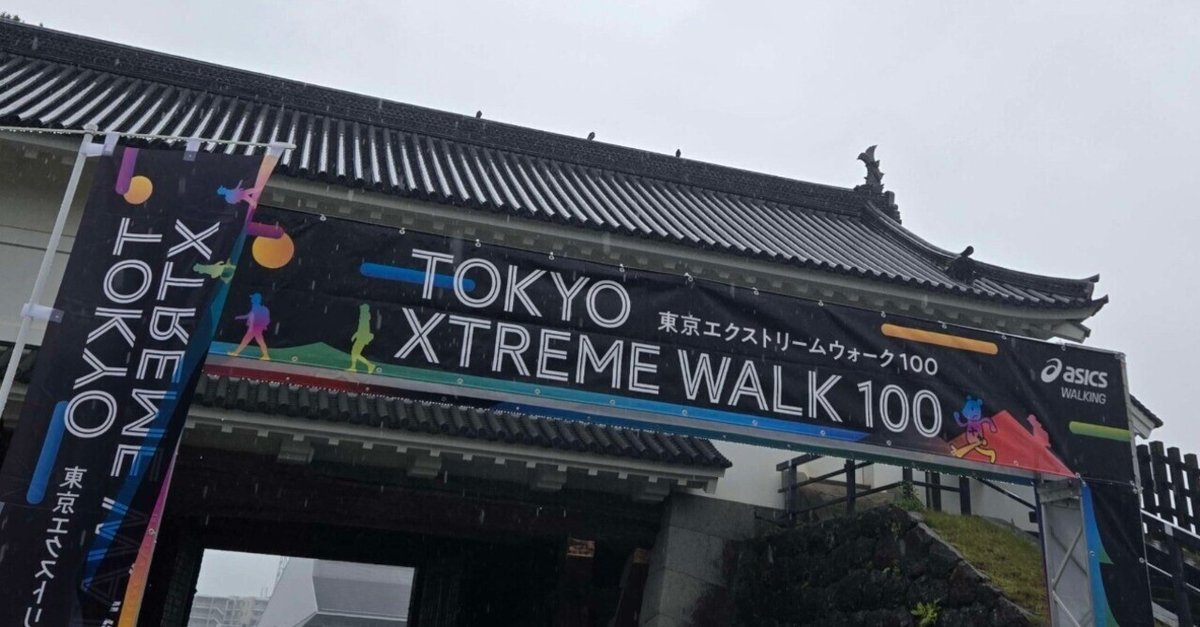 TOKYO
XTREME WALK 100
東京エクストリームウォーク100
asics
WALKING
TOKYO
XTREME WA
東京エクストリ